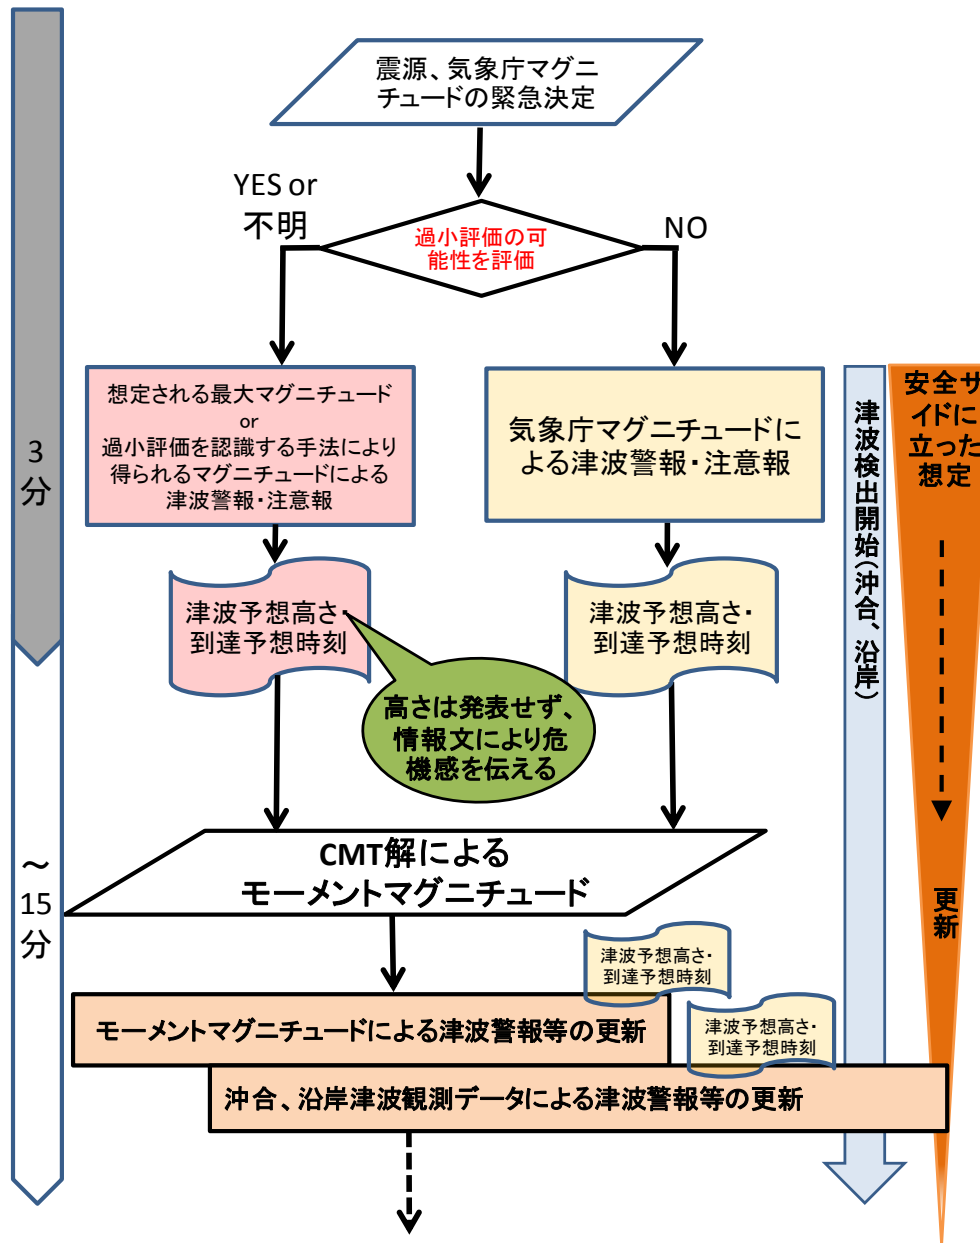 震源、気象庁マグニ
チュードの緊急決定
YES or
不明
NO
過小評価の可
能性を評価
想定される最大マグニチュード
or
過小評価を認識する手法により
得られるマグニチュードによる
津波警報・注意報
気象庁マグニチュードに
よる津波警報・注意報
3
分
津波検出開始(沖合、沿岸)
安全サ
イドに
立った
想定
津波予想高さ・
到達予想時刻
津波予想高さ・
到達予想時刻
高さは発表せず、
情報文により危
機感を伝える
～
15
分
CMT解による
モーメントマグニチュード
更新
津波予想高さ・
到達予想時刻
モーメントマグニチュードによる津波警報等の更新
津波予想高さ・
到達予想時刻
沖合、沿岸津波観測データによる津波警報等の更新